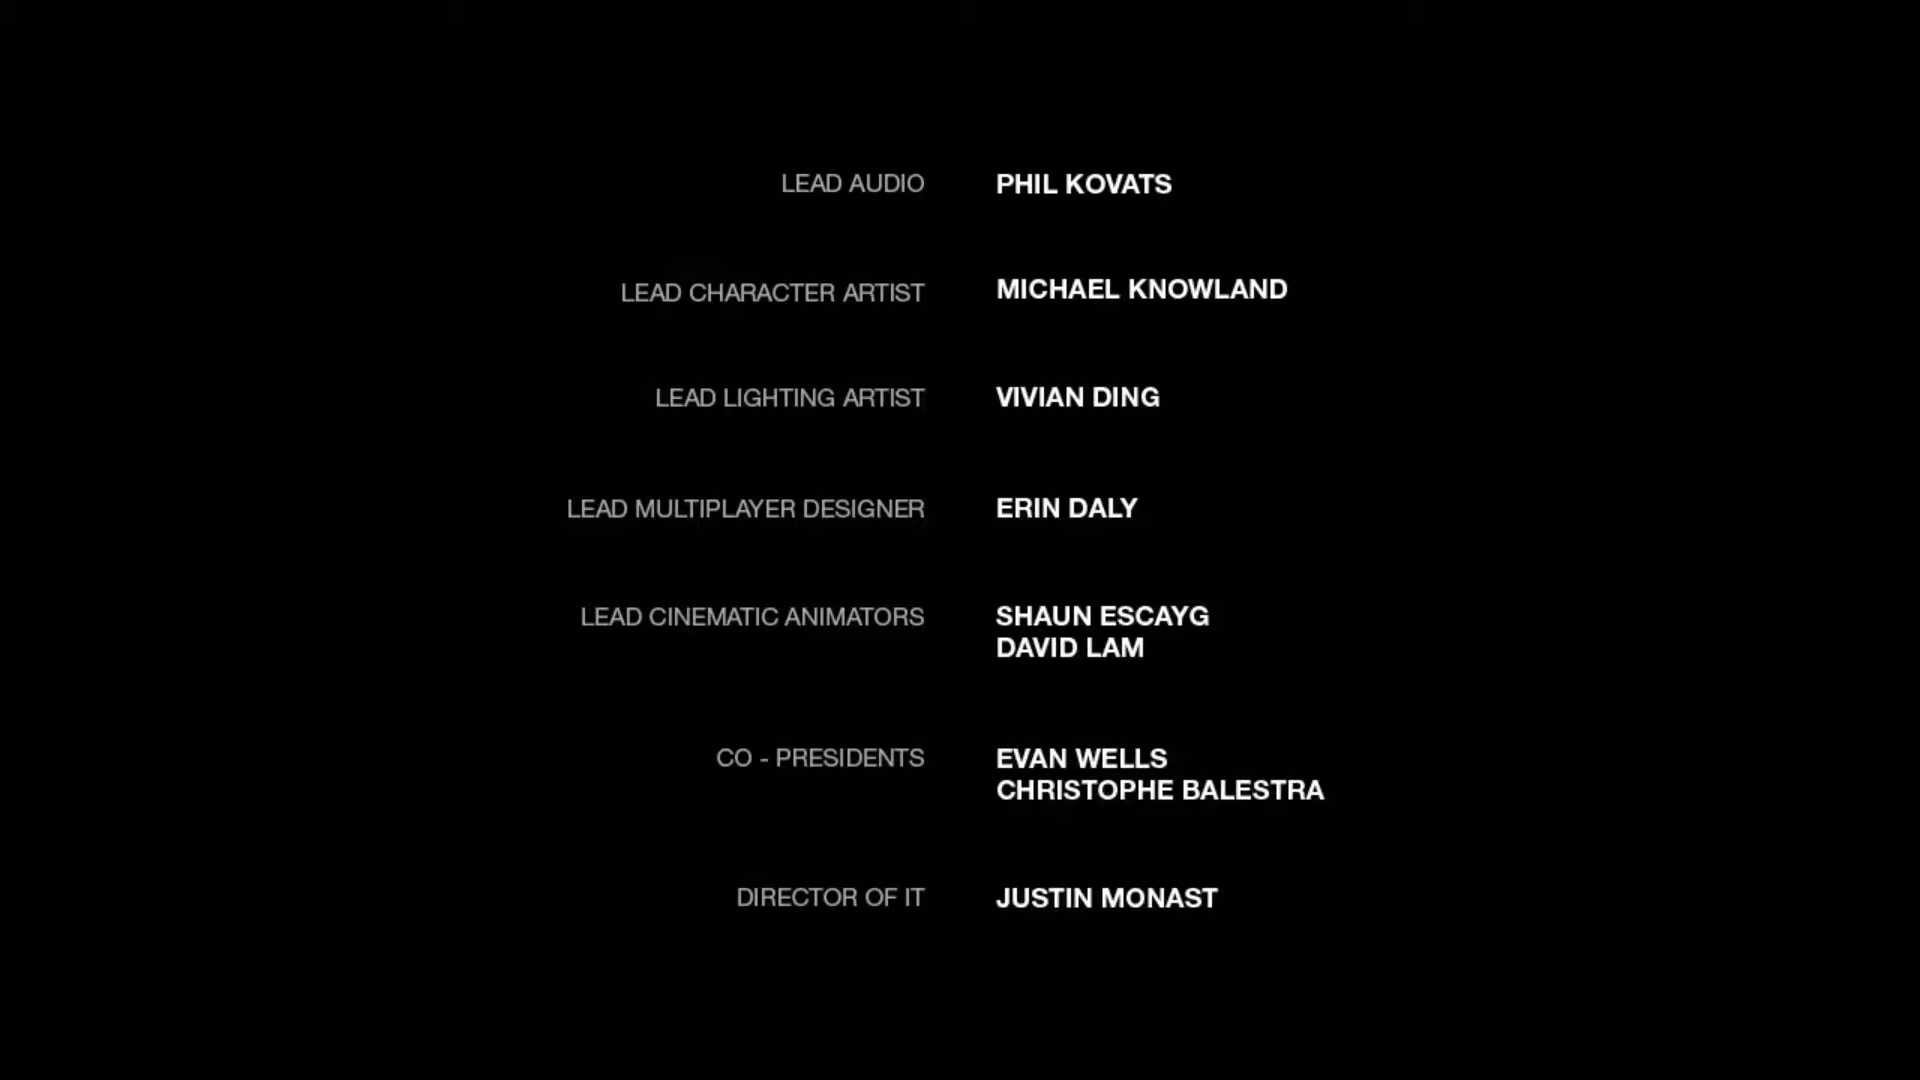 LEAD AUDIO PHIL KOVATS
LEAD CHARACTER ARTIST MICHAEL KNOWLAND
LEAD LIGHTING ARTIST VIVIAN DING
LEAD MULTIPLAYER DESIGNER ERIN DALY
LEAD CINEMATIC ANIMATORS SHAUN ESCAYG
DAVID LAM
CO - PRESIDENTS EVAN WELLS
CHRISTOPHE BALESTRA
DIRECTOR OF IT JUSTIN MONAST